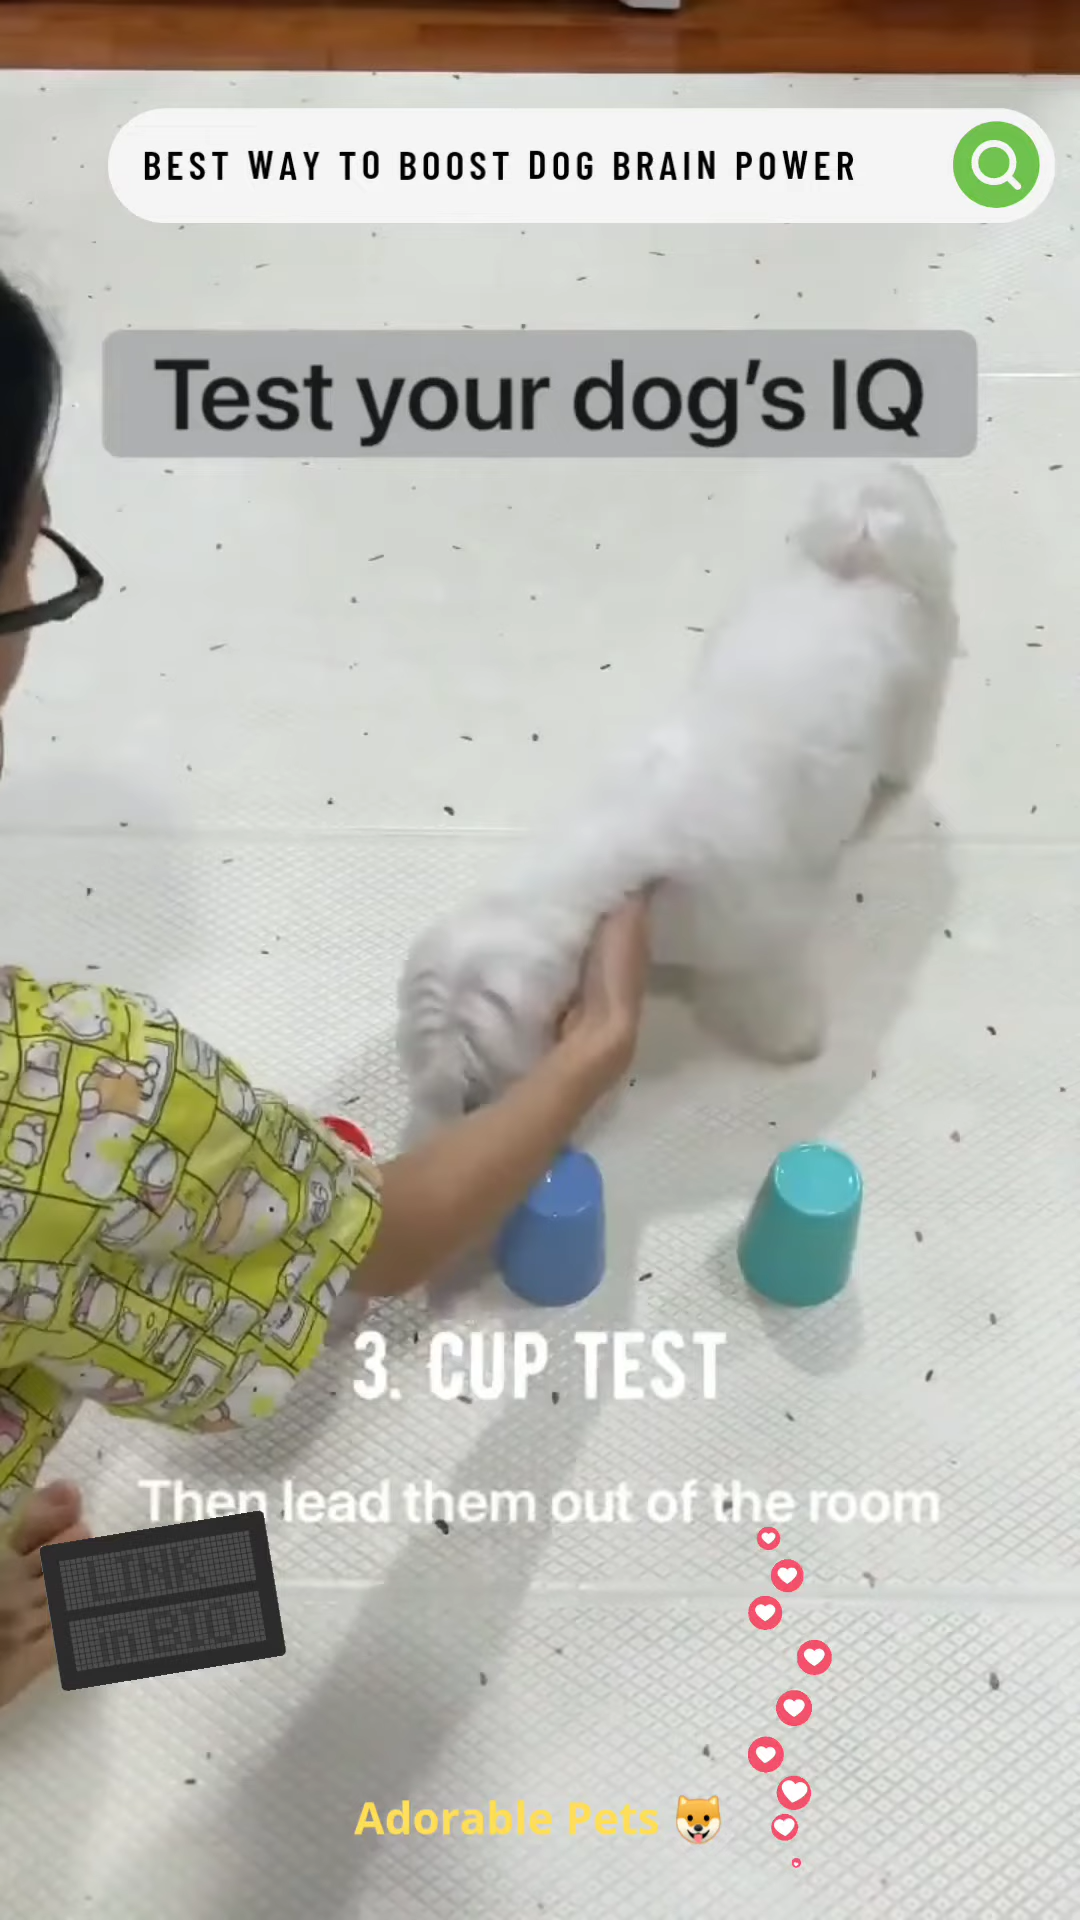 BEST WAY TO BOOST DOG BRAIN POWER
Test your dog's IQ
3. CUP TEST
Then lead them out of the room
LINK
in BIO
Adorable Pets